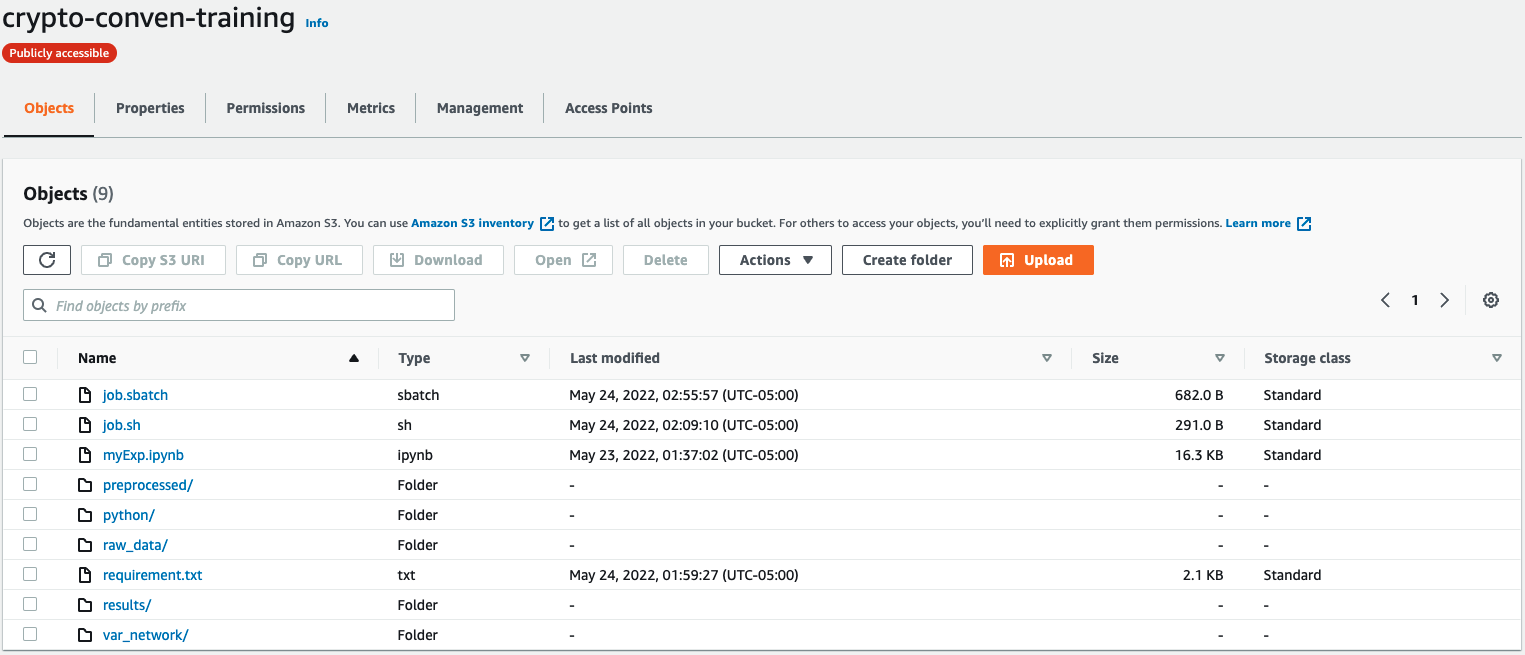 crypto-conven-training Info
Publicly accessible
Objects Properties Permissions Metrics Management Access Points
Objects (9)
Objects are the fundamental entities stored in Amazon S3. You can use Amazon S3 inventory to get a list of all objects in your bucket. For others to access your objects, you'll need to explicitly grant them permissions. Learn more
Copy S3 URI Copy URL Download Open Delete Actions Create folder Upload
Find objects by prefix 1
Name Type Last modified Size Storage class
job.sbatch sbatch May 24, 2022, 02:55:57 (UTC-05:00) 682.0 B Standard
job.sh sh May 24, 2022, 02:09:10 (UTC-05:00) 291.0 B Standard
myExp.ipynb ipynb May 23, 2022, 01:37:02 (UTC-05:00) 16.3 KB Standard
preprocessed/ Folder - - -
python/ Folder - - -
raw_data/ Folder - - -
requirement.txt txt May 24, 2022, 01:59:27 (UTC-05:00) 2.1 KB Standard
results/ Folder - - -
var_network/ Folder - - -